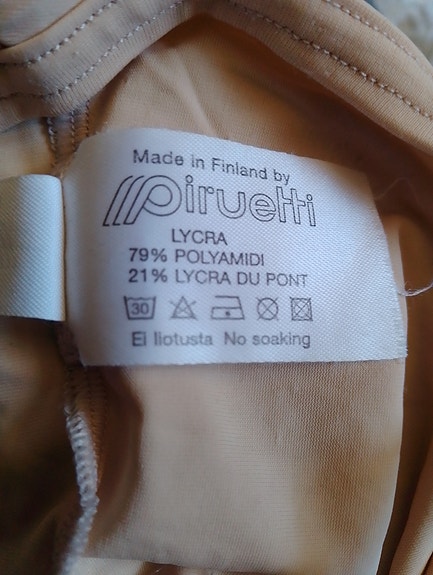 Made in Finland by
Piruetti
LYCRA
79% POLYAMIDI
21% LYCRA DU PONT
30
Ei liotusta No soaking